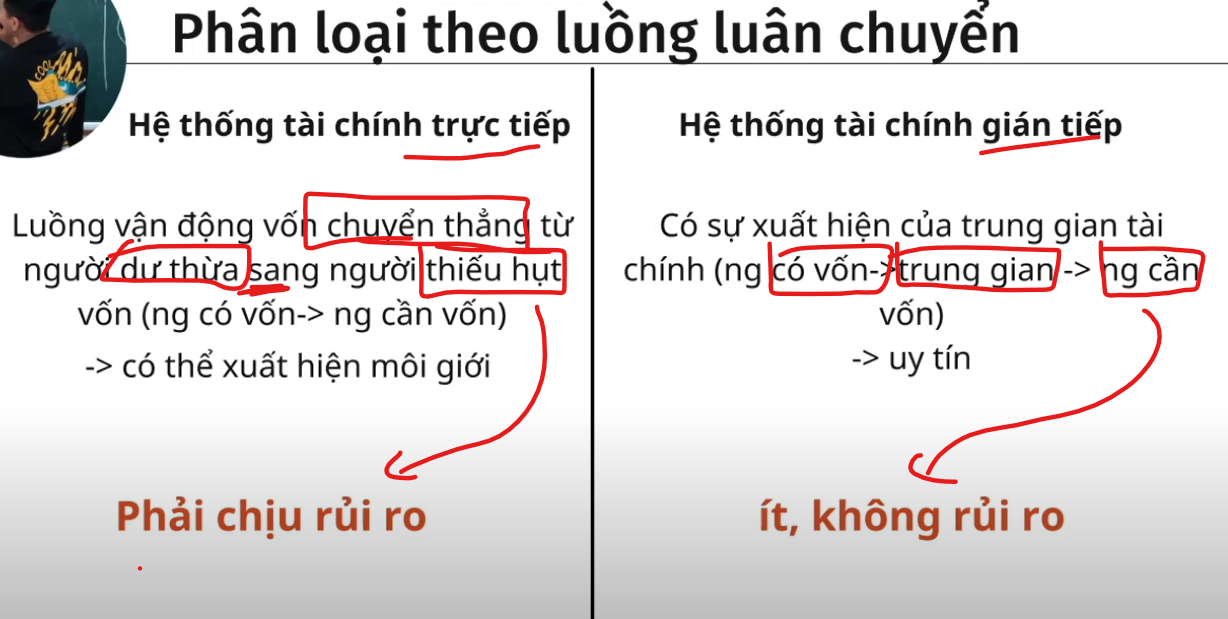 Phân loại theo luồng luân chuyển
COOL
Hệ thống tài chính trực tiếp
Luồng vận động vốn chuyển thẳng từ
người dư thừa sang người thiếu hụt
vốn (ng có vốn-> ng cần vốn)
-> có thể xuất hiện môi giới
Phải chịu rủi ro
Hệ thống tài chính gián tiếp
Có sự xuất hiện của trung gian tài
chính (ng có vốn->trung gian -> ng cần
vốn)
-> uy tín
ít, không rủi ro